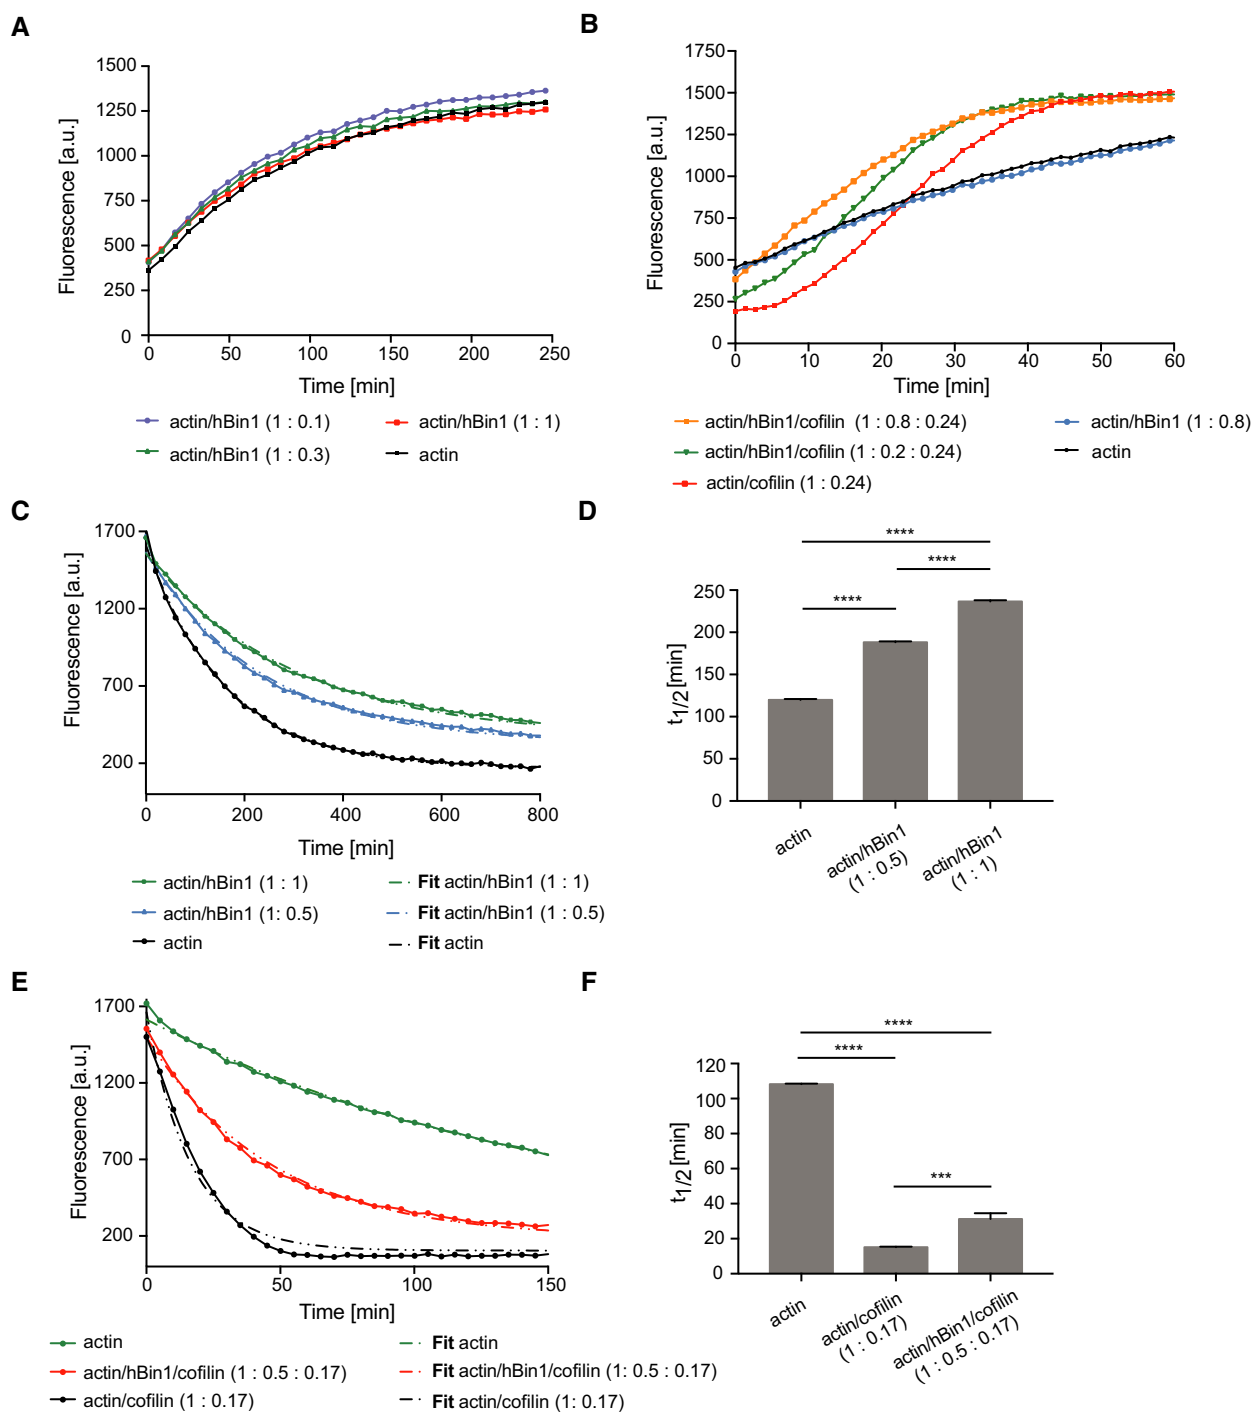 A
Fluorescence [a.u.]
1500
1250
1000
750
500
250
0
0 50 100 150 200 250
Time [min]
actin/hBin1 (1 : 0.1)
actin/hBin1 (1 : 1)
actin/hBin1 (1 : 0.3)
actin
B
Fluorescence [a.u.]
1750
1500
1250
1000
750
500
250
0
0 10 20 30 40 50 60
Time [min]
actin/hBin1/cofilin (1 : 0.8 : 0.24)
actin/hBin1 (1 : 0.8)
actin/hBin1/cofilin (1 : 0.2 : 0.24)
actin
actin/cofilin (1 : 0.24)
C
Fluorescence [a.u.]
1700
1200
700
200
0 200 400 600 800
Time [min]
actin/hBin1 (1 : 1)
Fit actin/hBin1 (1 : 1)
actin/hBin1 (1: 0.5)
Fit actin/hBin1 (1 : 0.5)
actin
Fit actin
D
t1/2 [min]
250
200
150
100
50
0
****
****
****
actin
actin/hBin1
(1 : 0.5)
actin/hBin1
(1 : 1)
E
Fluorescence [a.u.]
1700
1200
700
200
0 50 100 150
Time [min]
actin
Fit actin
actin/hBin1/cofilin (1 : 0.5 : 0.17)
Fit actin/hBin1/cofilin (1: 0.5 : 0.17)
actin/cofilin (1 : 0.17)
Fit actin/cofilin (1: 0.17)
F
t1/2 [min]
120
100
80
60
40
20
0
****
****
***
actin
actin/cofilin
(1 : 0.17)
actin/hBin1/cofilin
(1 : 0.5 : 0.17)